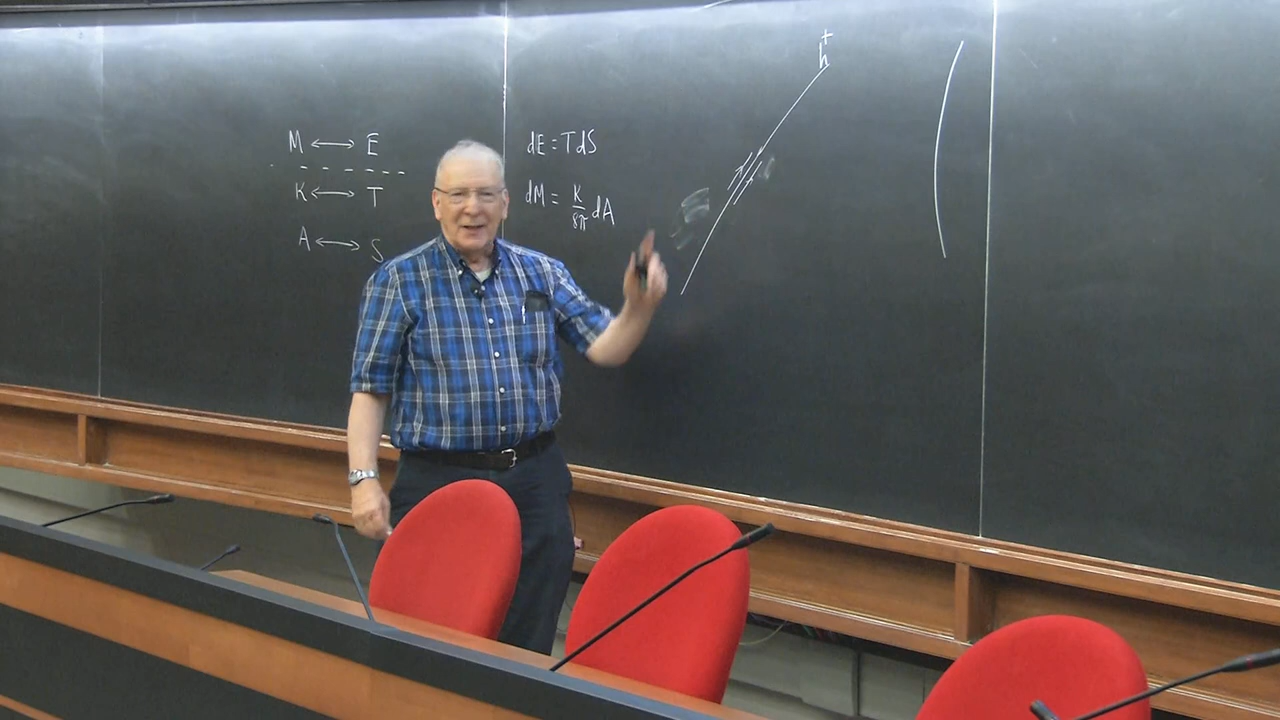 M ⟷ E
K ⟷ T
A ⟷ S
dE = TdS
dM = K/8π dA
h⁺